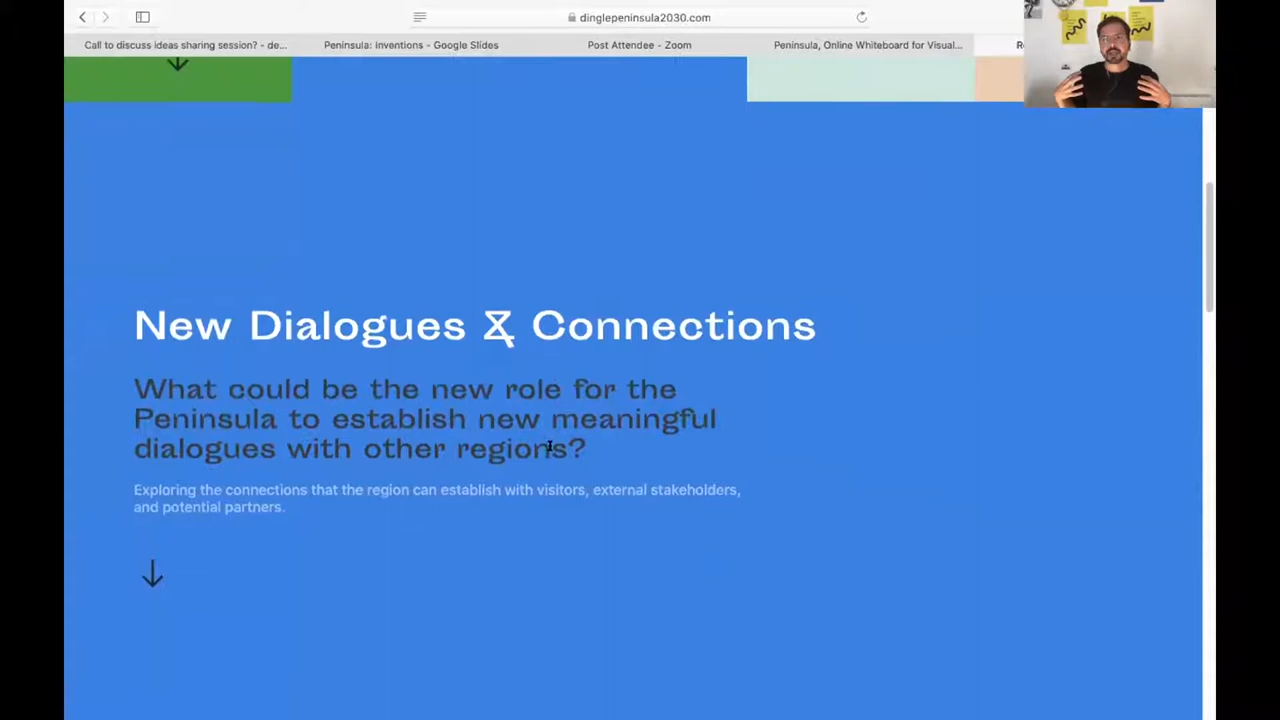 dinglepeninsula2030.com
Call to discuss ideas sharing session? - de...
Peninsula: inventions - Google Slides
Post Attendee - Zoom
Peninsula, Online Whiteboard for Visual...
New Dialogues & Connections
What could be the new role for the
Peninsula to establish new meaningful
dialogues with other regions?
Exploring the connections that the region can establish with visitors, external stakeholders,
and potential partners.